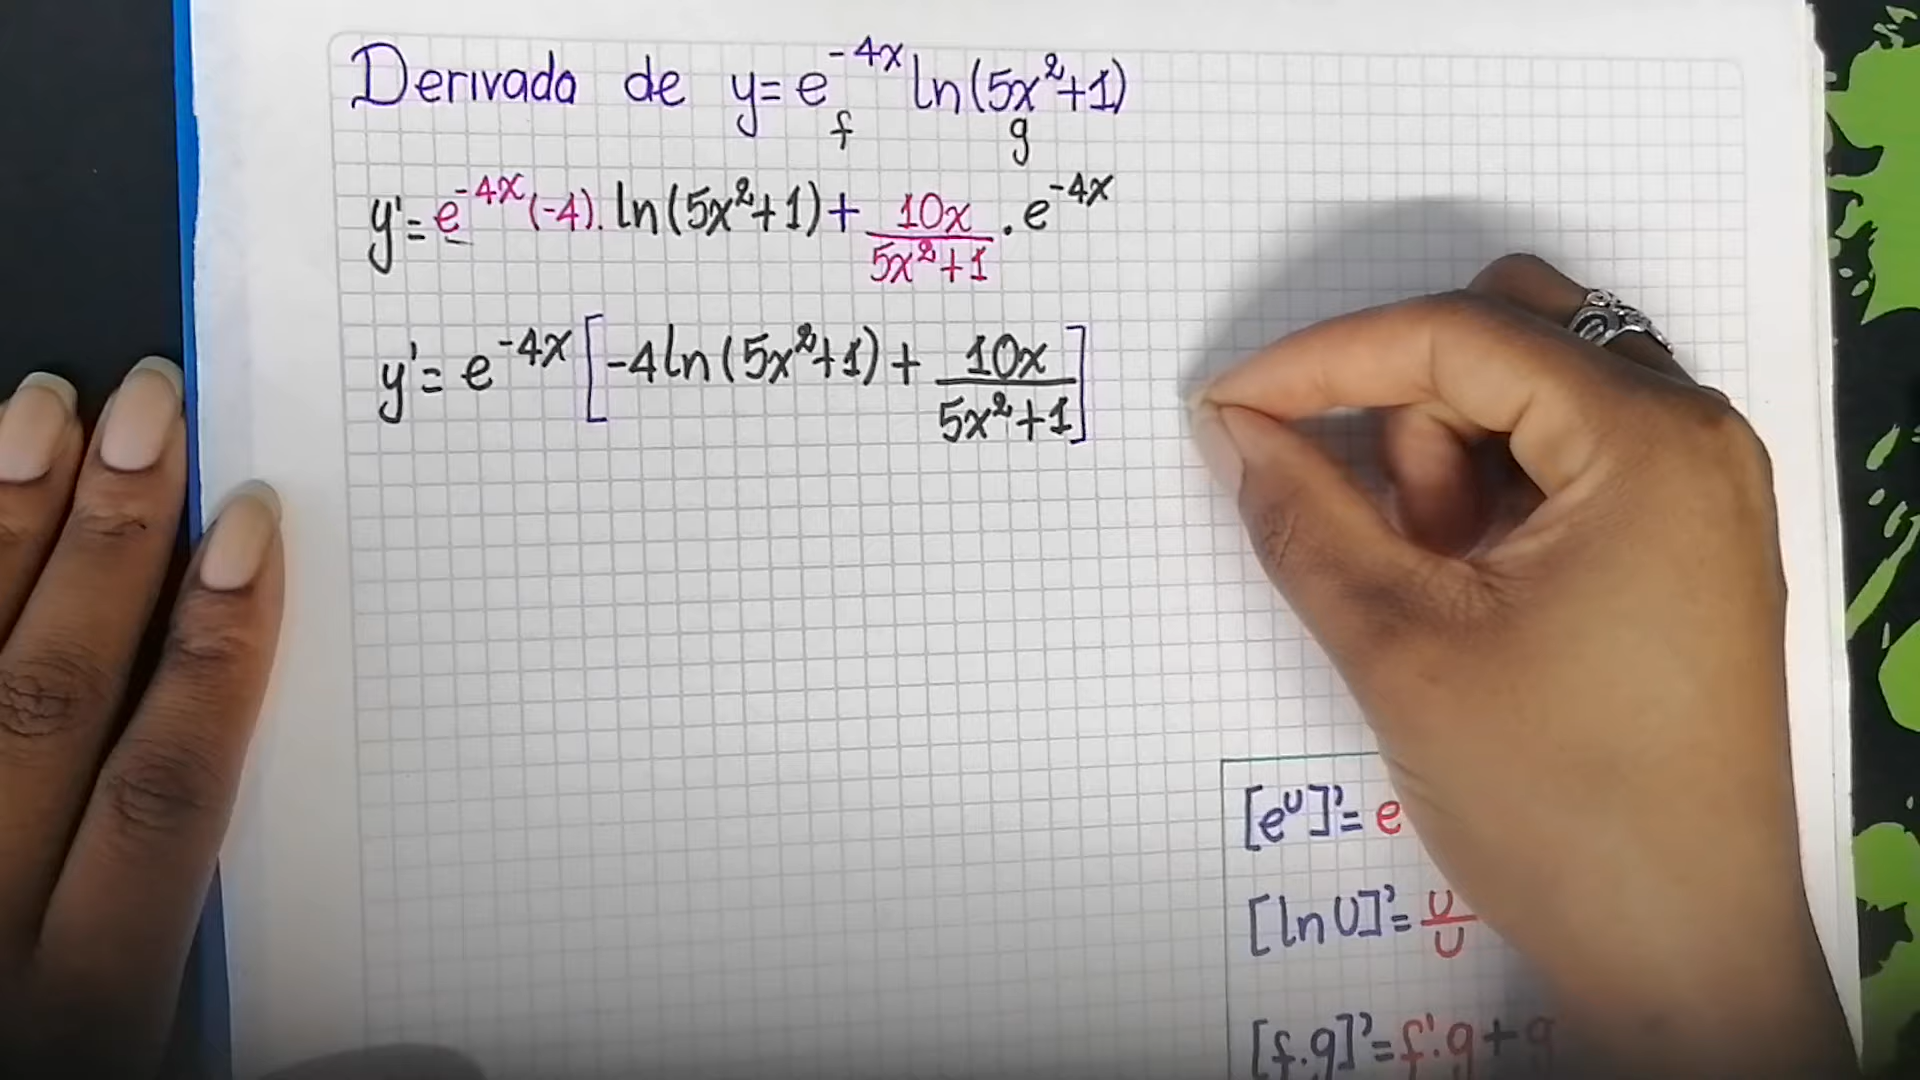 Derivada de y=e^-4x ln(5x²+1)
f g
y'=e^-4x(-4).ln(5x²+1)+10x/5x²+1 . e^-4x
y'=e^-4x[-4ln(5x²+1)+10x/5x²+1]
[e^U]'=e
[ln U]'=U/U
[f.g]'=f'.g+g